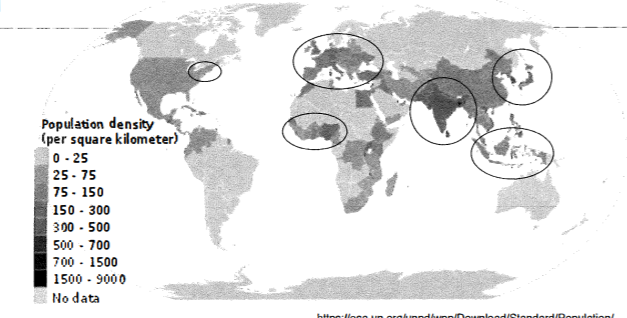 Population density
(per square kilometer)
0 - 25
25 - 75
75 - 150
150 - 300
300 - 500
500 - 700
700 - 1500
1500 - 9000
No data